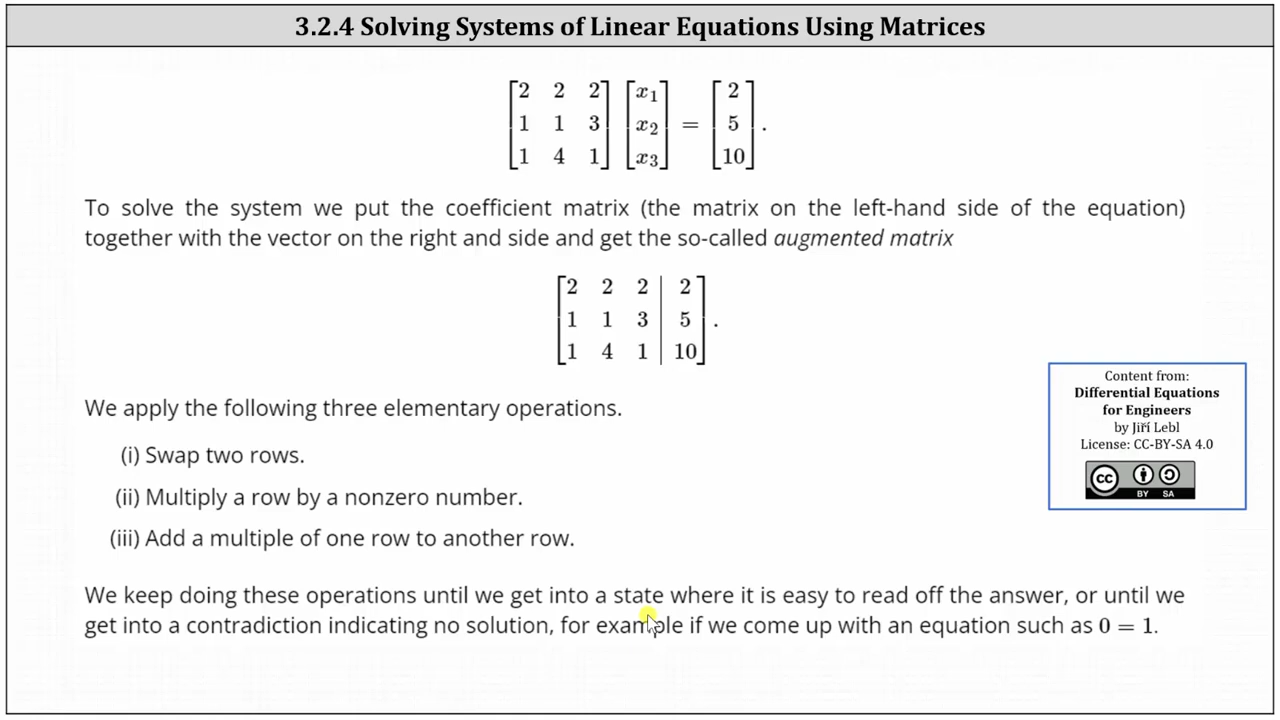 3.2.4 Solving Systems of Linear Equations Using Matrices
2 2 2 x1 2
1 1 3 x2 = 5 .
1 4 1 x3 10
To solve the system we put the coefficient matrix (the matrix on the left-hand side of the equation)
together with the vector on the right and side and get the so-called augmented matrix
2 2 2 | 2
1 1 3 | 5 .
1 4 1 | 10
We apply the following three elementary operations.
(i) Swap two rows.
(ii) Multiply a row by a nonzero number.
(iii) Add a multiple of one row to another row.
We keep doing these operations until we get into a state where it is easy to read off the answer, or until we
get into a contradiction indicating no solution, for example if we come up with an equation such as 0 = 1.
Content from:
Differential Equations
for Engineers
by Jiří Lebl
License: CC-BY-SA 4.0
cc
BY SA